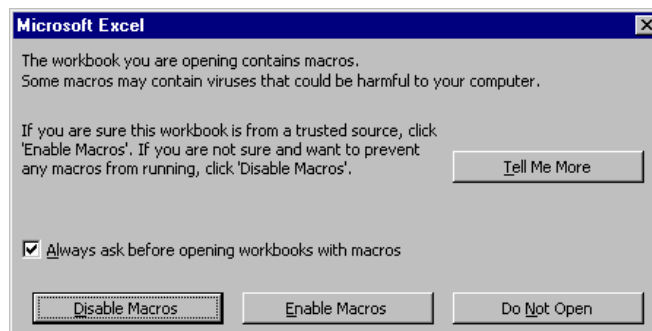 Microsoft Excel
The workbook you are opening contains macros.
Some macros may contain viruses that could be harmful to your computer.
If you are sure this workbook is from a trusted source, click
'Enable Macros'. If you are not sure and want to prevent
any macros from running, click 'Disable Macros'.
Tell Me More
Always ask before opening workbooks with macros
Disable Macros
Enable Macros
Do Not Open